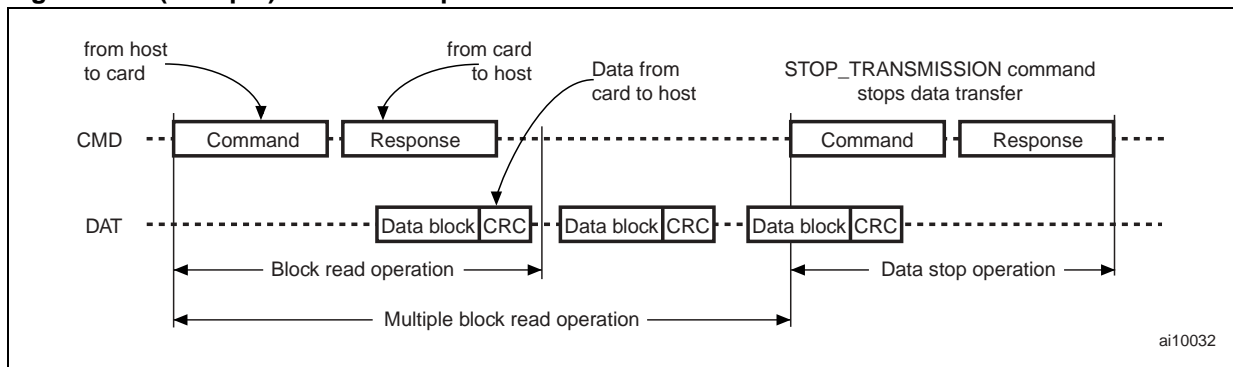 from host
to card
from card
to host
Data from
card to host
STOP_TRANSMISSION command
stops data transfer
CMD
Command
Response
Command
Response
DAT
Data block
CRC
Data block
CRC
Data block
CRC
Block read operation
Data stop operation
Multiple block read operation
ai10032